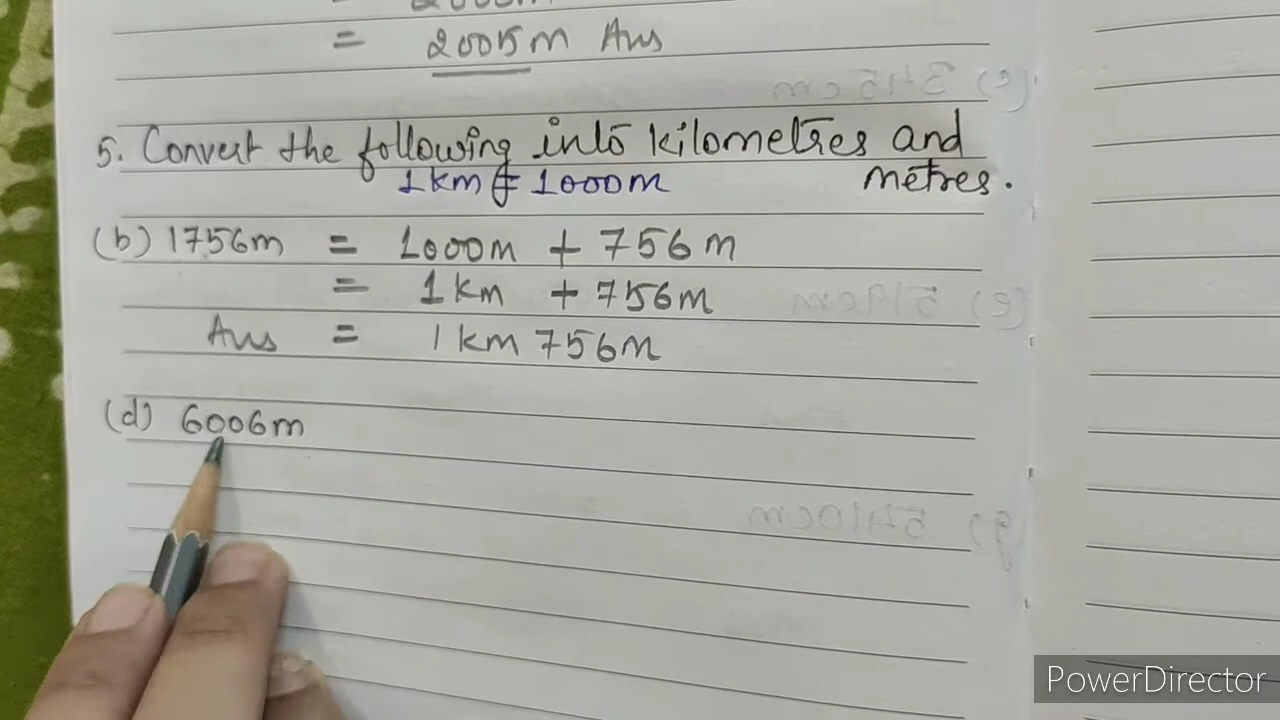 = 2005m Ans
5. Convert the following into kilometres and
metres.
1km = 1000m
(b) 1756m = 1000m + 756m
= 1km + 756m
Ans = 1km 756m
(d) 6006m
PowerDirector